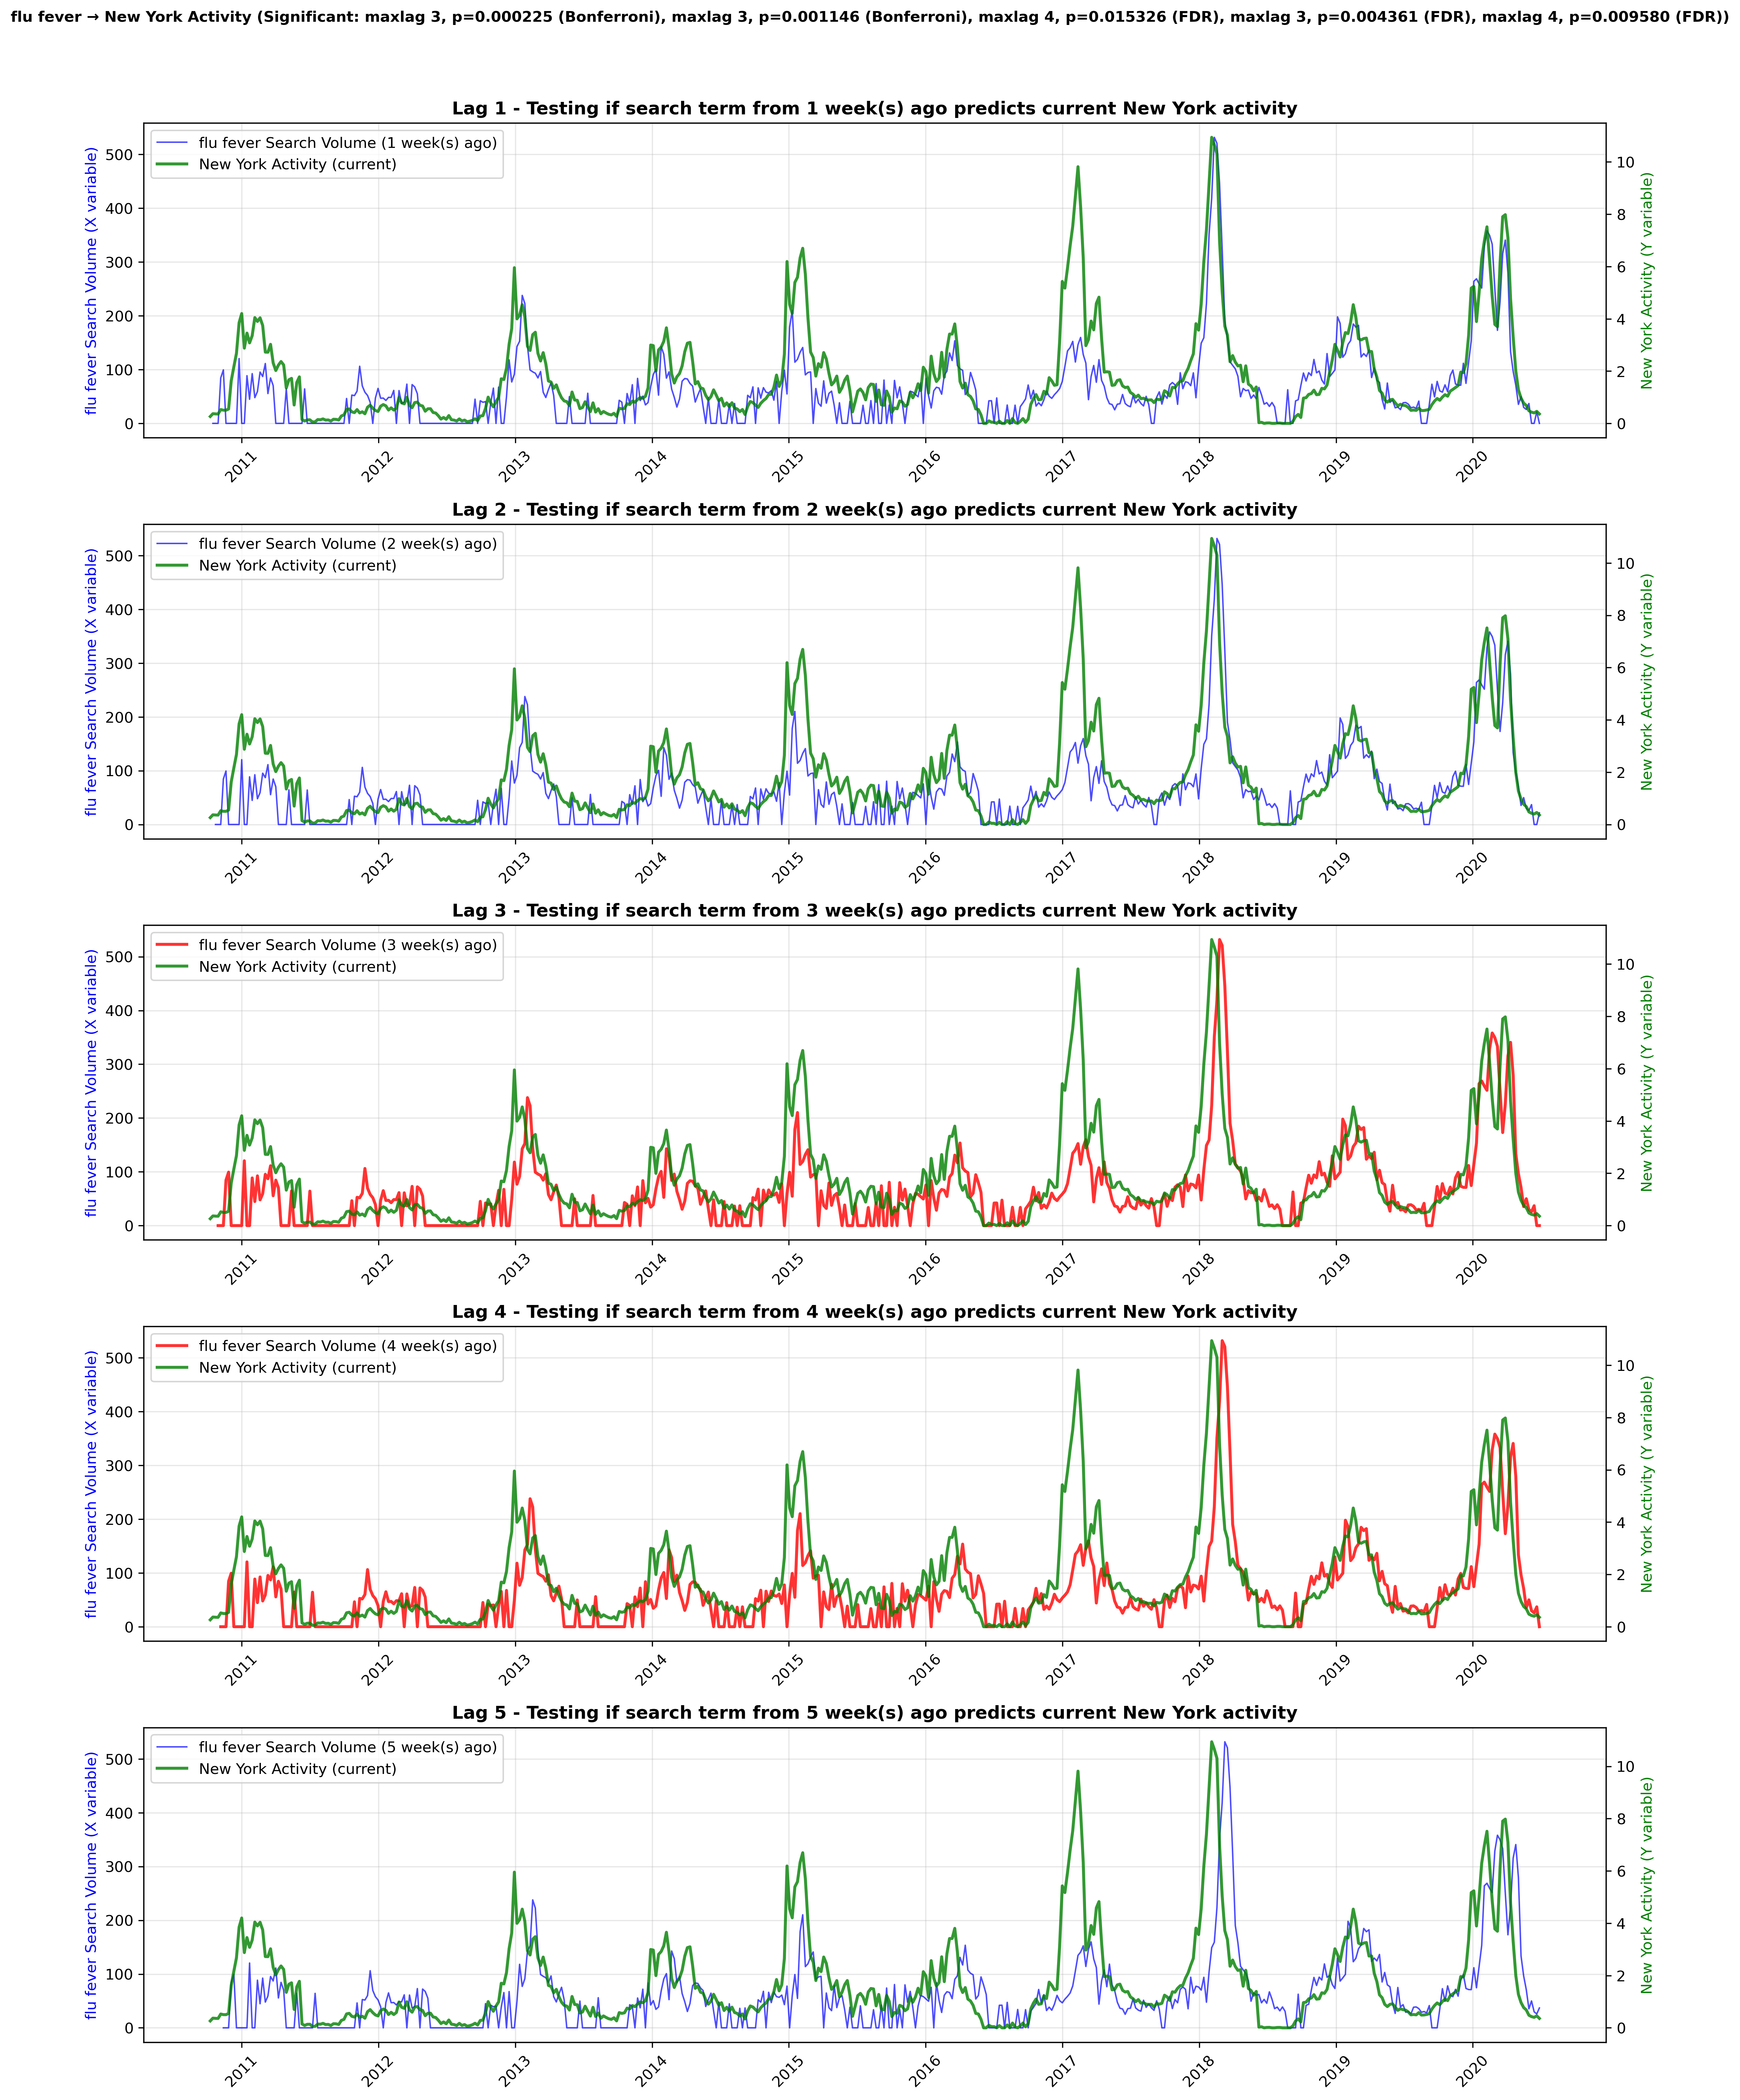 flu fever → New York Activity (Significant: maxlag 3, p=0.000225 (Bonferroni), maxlag 3, p=0.001146 (Bonferroni), maxlag 4, p=0.015326 (FDR), maxlag 3, p=0.004361 (FDR), maxlag 4, p=0.009580 (FDR))
Lag 1 - Testing if search term from 1 week(s) ago predicts current New York activity
flu fever Search Volume (1 week(s) ago)
New York Activity (current)
flu fever Search Volume (X variable)
500
400
300
200
100
0
10
8
6
4
2
0
New York Activity (Y variable)
2011 2012 2013 2014 2015 2016 2017 2018 2019 2020
Lag 2 - Testing if search term from 2 week(s) ago predicts current New York activity
flu fever Search Volume (2 week(s) ago)
New York Activity (current)
flu fever Search Volume (X variable)
500
400
300
200
100
0
10
8
6
4
2
0
New York Activity (Y variable)
2011 2012 2013 2014 2015 2016 2017 2018 2019 2020
Lag 3 - Testing if search term from 3 week(s) ago predicts current New York activity
flu fever Search Volume (3 week(s) ago)
New York Activity (current)
flu fever Search Volume (X variable)
500
400
300
200
100
0
10
8
6
4
2
0
New York Activity (Y variable)
2011 2012 2013 2014 2015 2016 2017 2018 2019 2020
Lag 4 - Testing if search term from 4 week(s) ago predicts current New York activity
flu fever Search Volume (4 week(s) ago)
New York Activity (current)
flu fever Search Volume (X variable)
500
400
300
200
100
0
10
8
6
4
2
0
New York Activity (Y variable)
2011 2012 2013 2014 2015 2016 2017 2018 2019 2020
Lag 5 - Testing if search term from 5 week(s) ago predicts current New York activity
flu fever Search Volume (5 week(s) ago)
New York Activity (current)
flu fever Search Volume (X variable)
500
400
300
200
100
0
10
8
6
4
2
0
New York Activity (Y variable)
2011 2012 2013 2014 2015 2016 2017 2018 2019 2020